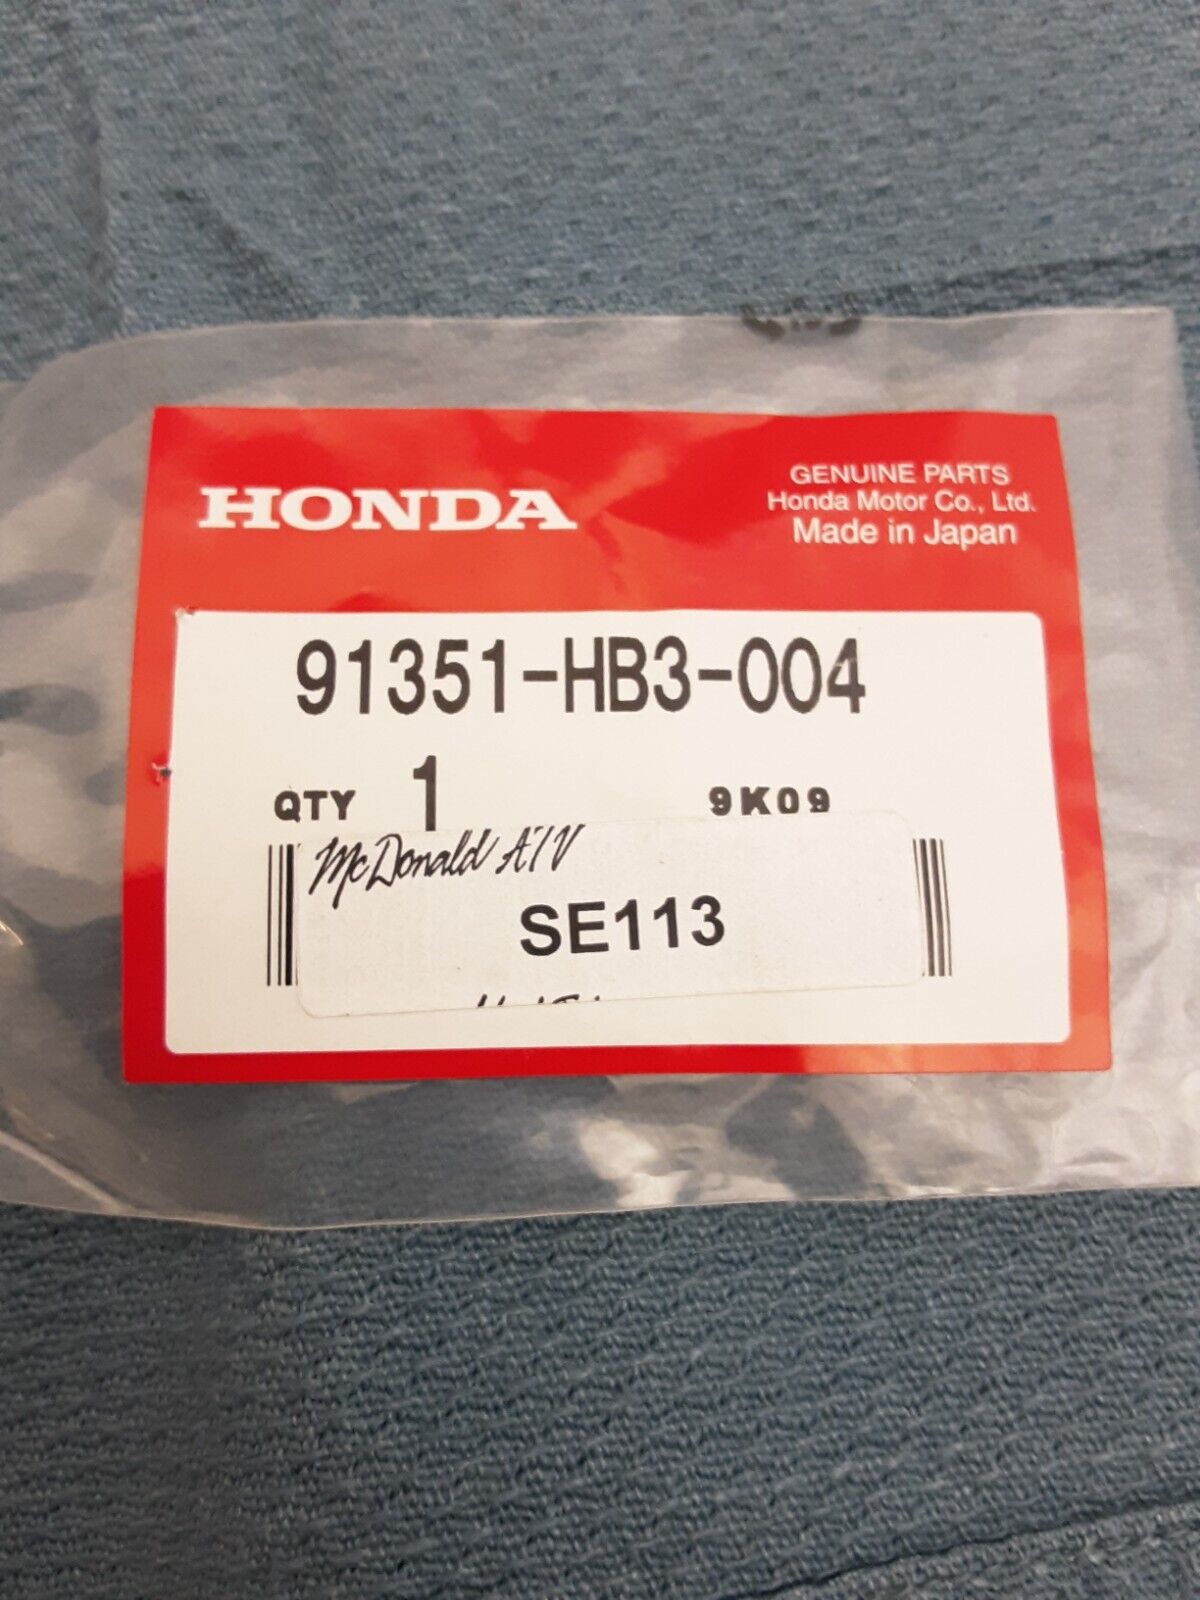 HONDA
GENUINE PARTS
Honda Motor Co., Ltd.
Made in Japan
91351-HB3-004
QTY 1 9K09
McDonald ATV
SE113